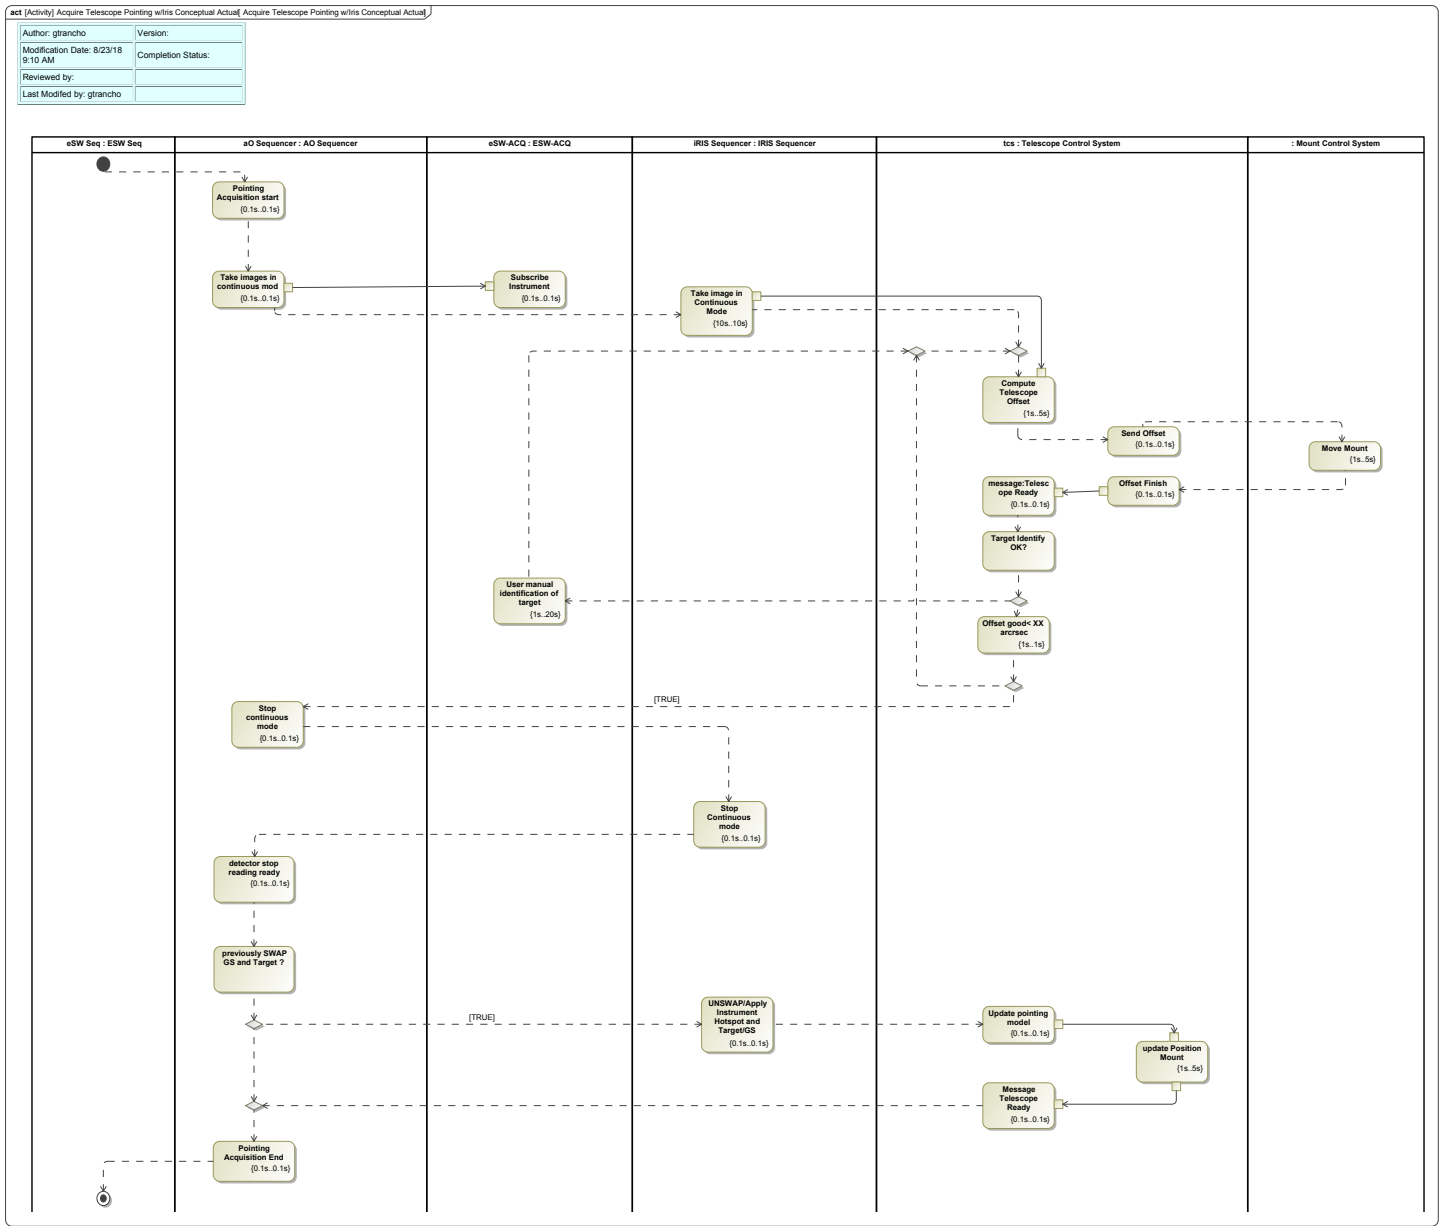 act [Activity] Acquire Telescope Pointing w/Iris Conceptual Actual[ Acquire Telescope Pointing w/Iris Conceptual Actual]
Author: gtrancho
Version:
Modification Date: 8/23/18
9:10 AM
Completion Status:
Reviewed by:
Last Modifed by: gtrancho
eSW Seq : ESW Seq
aO Sequencer : AO Sequencer
eSW-ACQ : ESW-ACQ
iRIS Sequencer : IRIS Sequencer
tcs : Telescope Control System
: Mount Control System
Pointing
Acquisition start
{0.1s..0.1s}
Take images in
continuous mod
{0.1s..0.1s}
Subscribe
Instrument
{0.1s..0.1s}
Take image in
Continuous
Mode
{10s..10s}
Compute
Telescope
Offset
{1s..5s}
Send Offset
{0.1s..0.1s}
Move Mount
{1s..5s}
message:Telesc
ope Ready
{0.1s..0.1s}
Offset Finish
{0.1s..0.1s}
Target Identify
OK?
User manual
identification of
target
{1s..20s}
Offset good< XX
arcrsec
{1s..1s}
[TRUE]
Stop
continuous
mode
{0.1s..0.1s}
Stop
Continuous
mode
{0.1s..0.1s}
detector stop
reading ready
{0.1s..0.1s}
previously SWAP
GS and Target ?
[TRUE]
UNSWAP/Apply
Instrument
Hotspot and
Target/GS
{0.1s..0.1s}
Update pointing
model
{0.1s..0.1s}
update Position
Mount
{1s..5s}
Message
Telescope
Ready
{0.1s..0.1s}
Pointing
Acquisition End
{0.1s..0.1s}